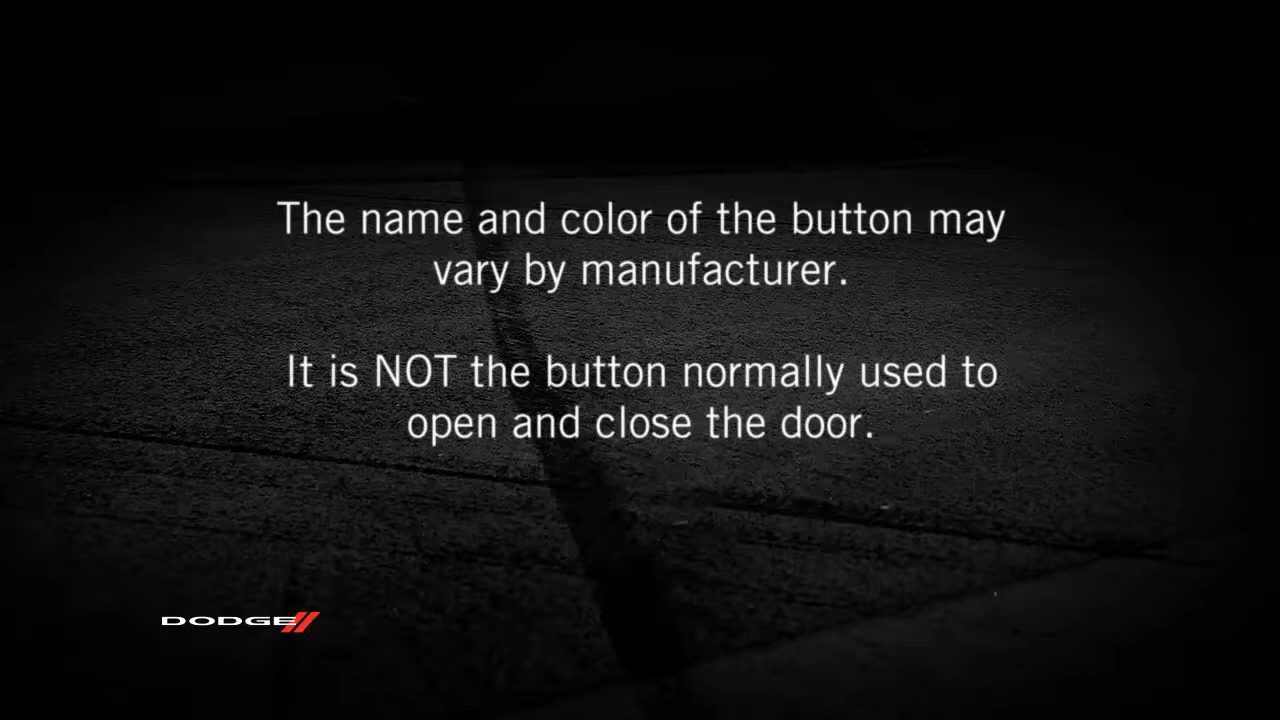 The name and color of the button may
vary by manufacturer.
It is NOT the button normally used to
open and close the door.
DODGE